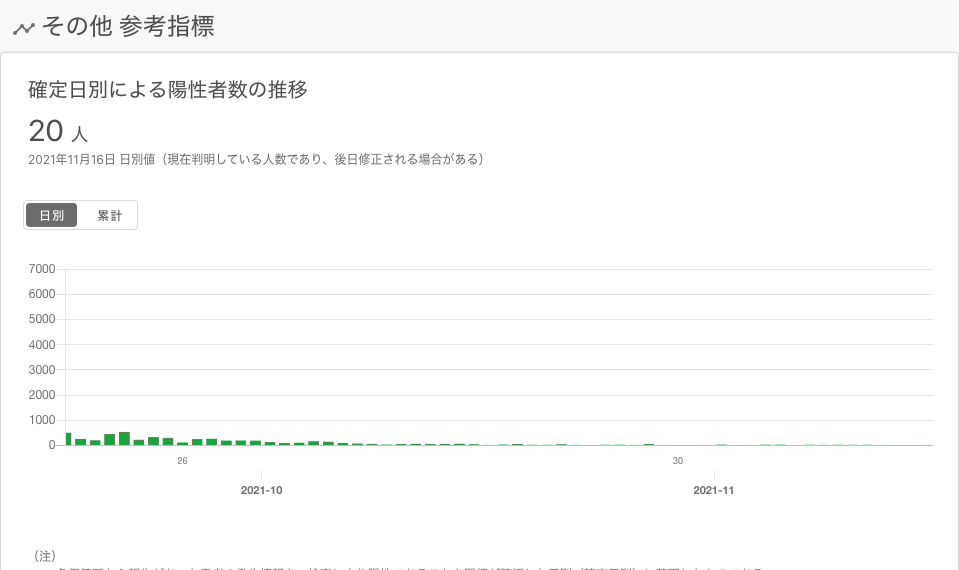 その他 参考指標
確定日別による陽性者数の推移
20 人
2021年11月16日 日別値（現在判明している人数であり、後日修正される場合がある）
日別 累計
7000
6000
5000
4000
3000
2000
1000
0
26 30
2021-10 2021-11
（注）